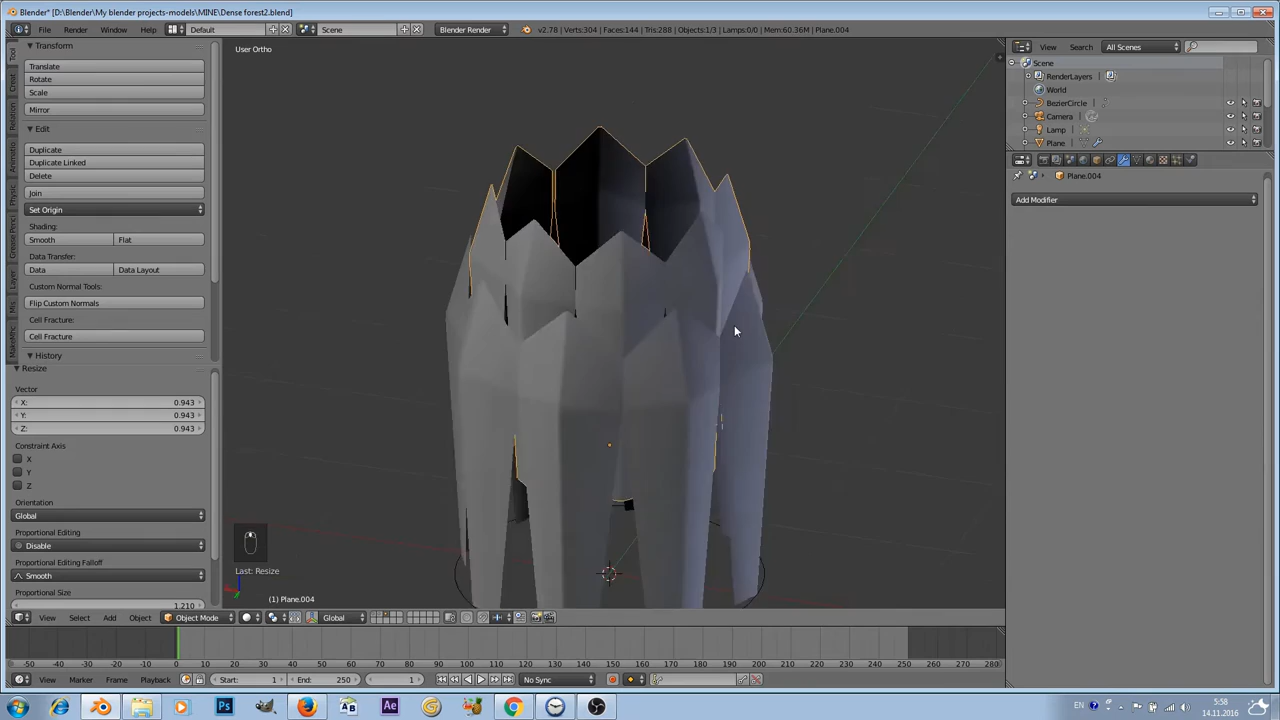 Blender* [D:\Blender\My blender projects-models\MINE\Dense forest2.blend]
File Render Window Help Default Scene Blender Render v2.78 | Verts:304 | Faces:144 | Tris:288 | Objects:1/3 | Lamps:0/0 | Mem:60.36M | Plane.004
Transform
Translate
Rotate
Scale
Mirror
Edit
Duplicate
Duplicate Linked
Delete
Join
Set Origin
Shading:
Smooth Flat
Data Transfer:
Data Data Layout
Custom Normal Tools:
Flip Custom Normals
Cell Fracture:
Cell Fracture
History
Resize
Vector
X: 0.943
Y: 0.943
Z: 0.943
Constraint Axis
X
Y
Z
Orientation
Global
Proportional Editing
Disable
Proportional Editing Falloff
Smooth
Proportional Size
1.210
User Ortho
Last: Resize
(1) Plane.004
View Select Add Object Object Mode Global
View Search All Scenes
Scene
RenderLayers
World
BezierCircle
Camera
Lamp
Plane
Plane.004
Add Modifier
-50 -40 -30 -20 -10 0 10 20 30 40 50 60 70 80 90 100 110 120 130 140 150 160 170 180 190 200 210 220 230 240 250 260 270 280
View Marker Frame Playback Start: 1 End: 250 1 No Sync
EN 5:58
14.11.2016